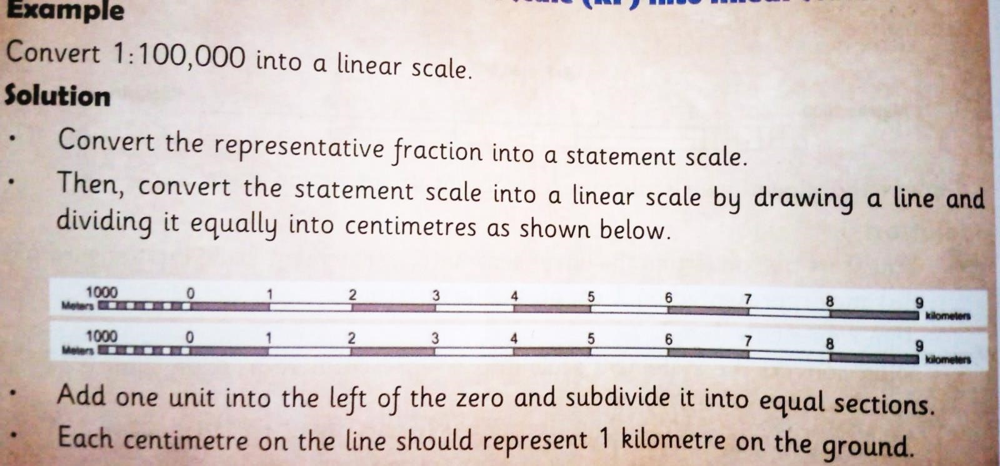 Example
Convert 1:100,000 into a linear scale.
Solution
• Convert the representative fraction into a statement scale.
• Then, convert the statement scale into a linear scale by drawing a line and
dividing it equally into centimetres as shown below.
1000 0 1 2 3 4 5 6 7 8 9
Meters kilometers
1000 0 1 2 3 4 5 6 7 8 9
Meters kilometers
• Add one unit into the left of the zero and subdivide it into equal sections.
• Each centimetre on the line should represent 1 kilometre on the ground.